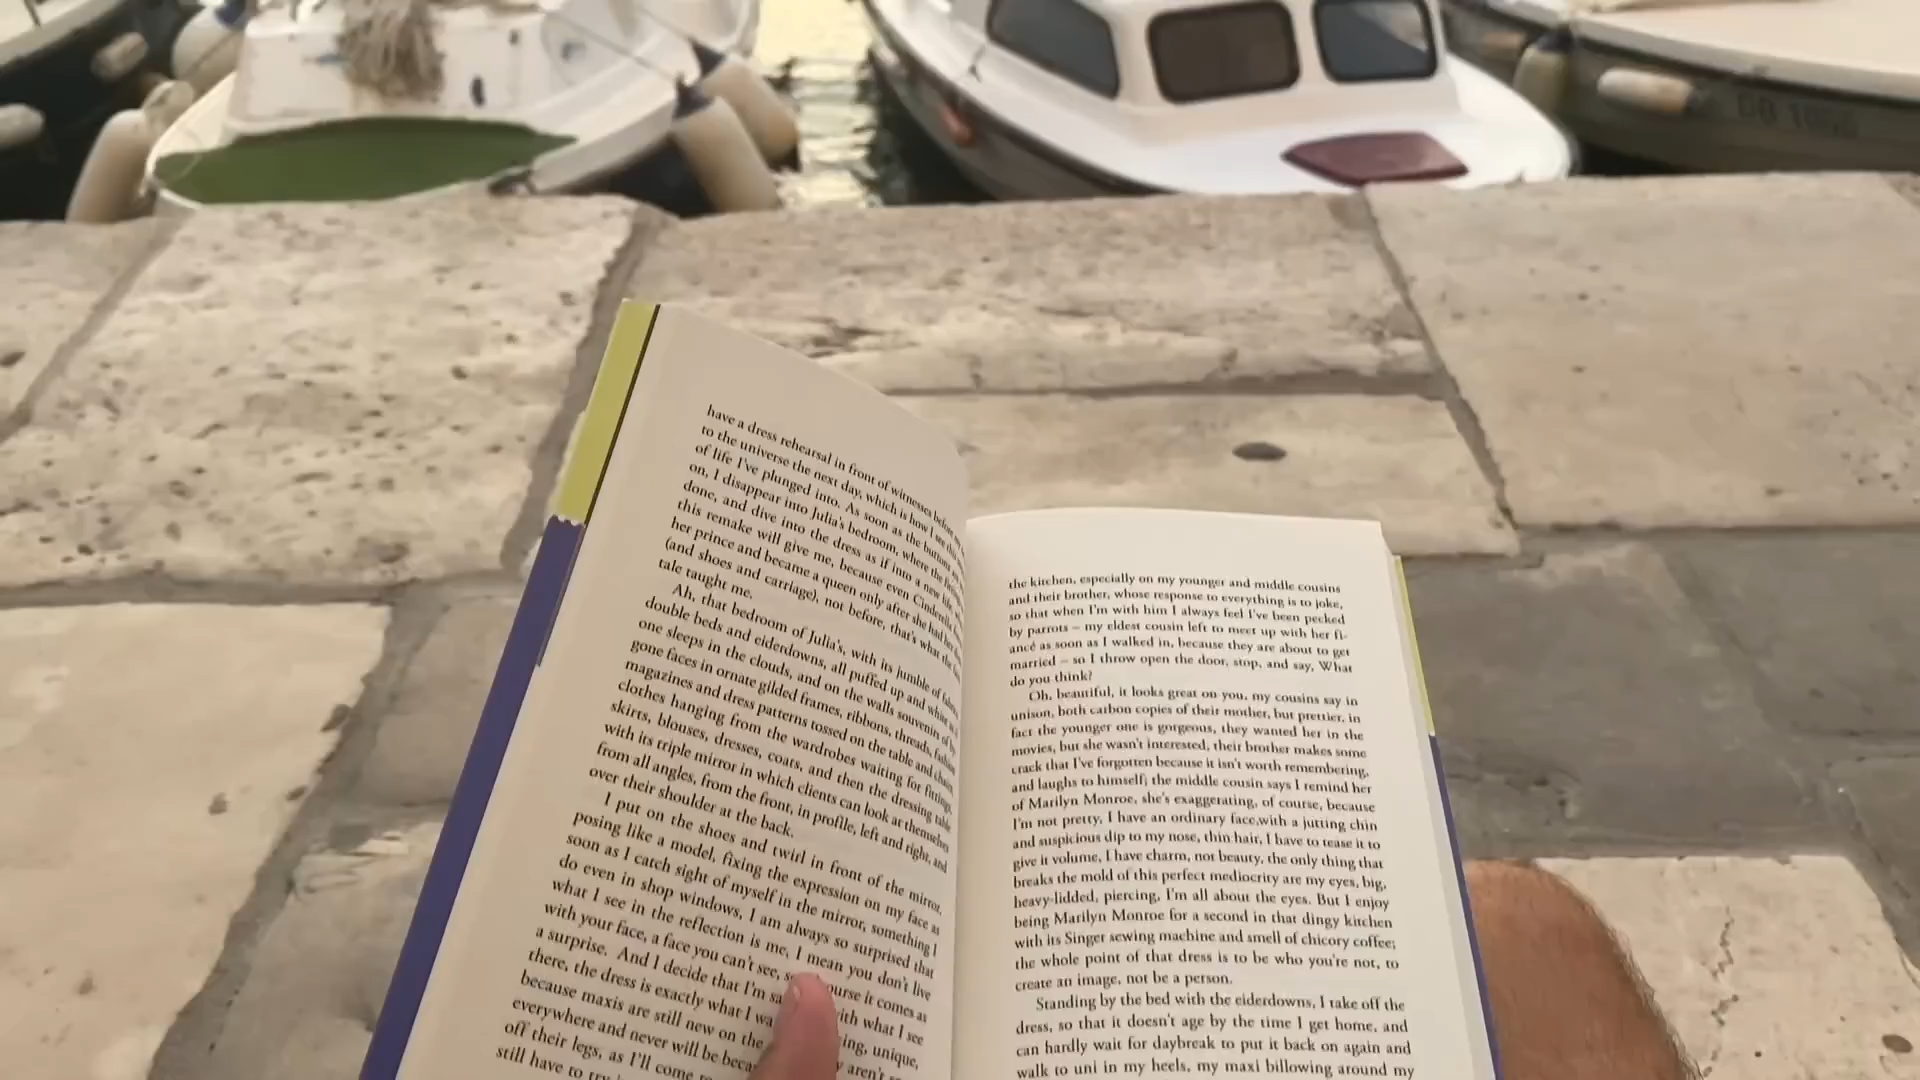 have a dress rehearsal in front of witnesses before
to the universe the next day, which is how I see this
of life I've plunged into. As soon as the buttons are
on, I disappear into Julia's bedroom, where the
done, and dive into the dress as if into a new life,
this remake will give me, because even Cinderella
her prince and became a queen only after she had her
(and shoes and carriage), not before, that's what the
tale taught me.
Ah, that bedroom of Julia's, with its jumble of
double beds and eiderdowns, all puffed up and white
one sleeps in the clouds, and on the walls souvenirs of
gone faces in ornate gilded frames, ribbons, threads, fashion
magazines and dress patterns tossed on the table and chairs,
clothes hanging from the wardrobes waiting for fittings,
skirts, blouses, dresses, coats, and then the dressing table
with its triple mirror in which clients can look at themselves
from all angles, from the front, in profile, left and right, and
over their shoulder at the back.
I put on the shoes and twirl in front of the mirror,
posing like a model, fixing the expression on my face as
soon as I catch sight of myself in the mirror, something I
do even in shop windows, I am always so surprised that
what I see in the reflection is me, I mean you don't live
with your face, a face you can't see, course it comes as
a surprise. And I decide that I'm with what I see
there, the dress is exactly what I unique,
because maxis are still new on the
everywhere and never will be aren't
off their legs, as I'll come
still have to
the kitchen, especially on my younger and middle cousins
and their brother, whose response to everything is to joke,
so that when I'm with him I always feel I've been pecked
by parrots – my eldest cousin left to meet up with her fi-
ancé as soon as I walked in, because they are about to get
married – so I throw open the door, stop, and say, What
do you think?
Oh, beautiful, it looks great on you, my cousins say in
unison, both carbon copies of their mother, but prettier, in
fact the younger one is gorgeous, they wanted her in the
movies, but she wasn't interested, their brother makes some
crack that I've forgotten because it isn't worth remembering,
and laughs to himself; the middle cousin says I remind her
of Marilyn Monroe, she's exaggerating, of course, because
I'm not pretty, I have an ordinary face,with a jutting chin
and suspicious dip to my nose, thin hair, I have to tease it to
give it volume, I have charm, not beauty, the only thing that
breaks the mold of this perfect mediocrity are my eyes, big,
heavy-lidded, piercing, I'm all about the eyes. But I enjoy
being Marilyn Monroe for a second in that dingy kitchen
with its Singer sewing machine and smell of chicory coffee;
the whole point of that dress is to be who you're not, to
create an image, not be a person.
Standing by the bed with the eiderdowns, I take off the
dress, so that it doesn't age by the time I get home, and
can hardly wait for daybreak to put it back on again and
walk to uni in my heels, my maxi billowing around my